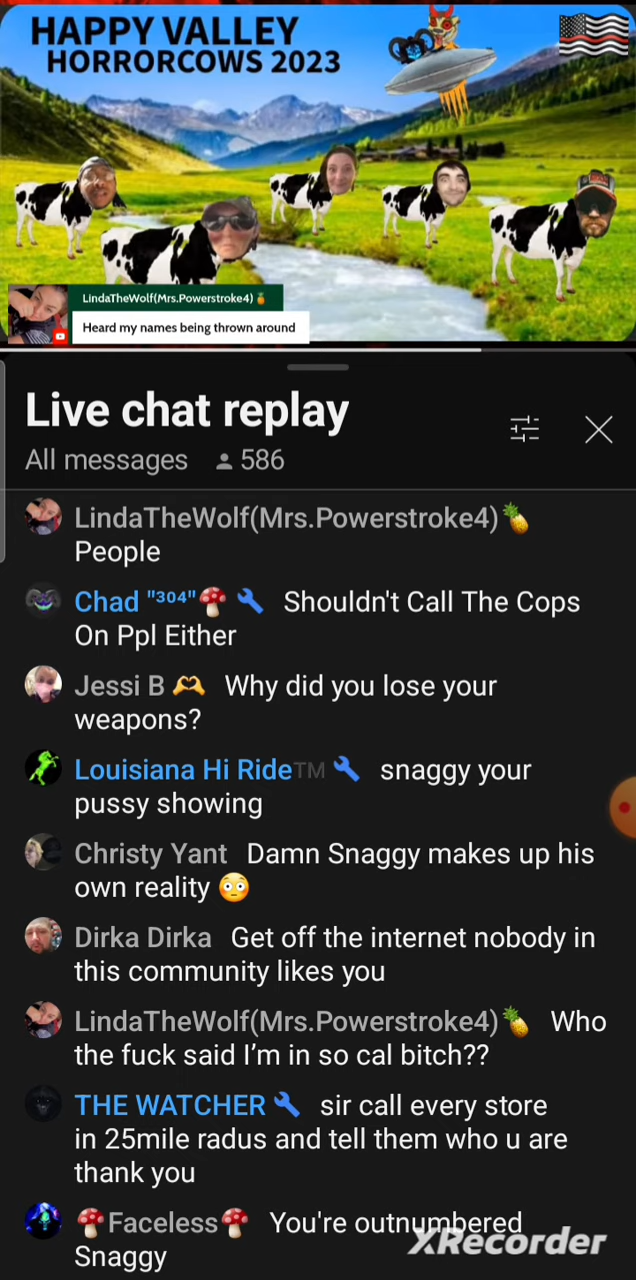 HAPPY VALLEY
HORRORCOWS 2023
LindaTheWolf(Mrs.Powerstroke4)🍍
Heard my names being thrown around
Live chat replay
All messages 586
LindaTheWolf(Mrs.Powerstroke4)🍍
People
Chad "³⁰⁴"🍄🔧 Shouldn't Call The Cops
On Ppl Either
Jessi B 🫶 Why did you lose your
weapons?
Louisiana Hi Ride™ 🔧 snaggy your
pussy showing
Christy Yant Damn Snaggy makes up his
own reality 😳
Dirka Dirka Get off the internet nobody in
this community likes you
LindaTheWolf(Mrs.Powerstroke4)🍍 Who
the fuck said I'm in so cal bitch??
THE WATCHER 🔧 sir call every store
in 25mile radus and tell them who u are
thank you
🍄Faceless🍄 You're outnumbered
Snaggy
XRecorder